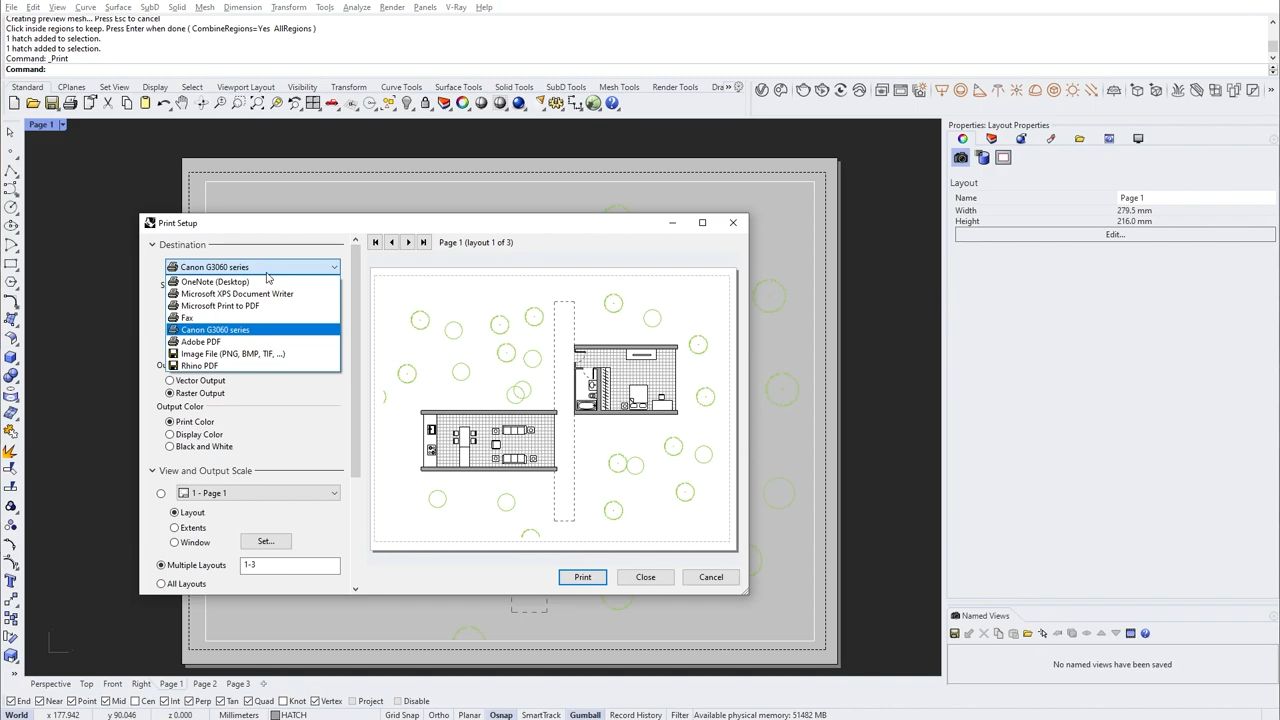 File Edit View Curve Surface SubD Solid Mesh Dimension Transform Tools Analyze Render Panels V-Ray Help
Creating preview mesh... Press Esc to cancel
Click inside regions to keep. Press Enter when done ( CombineRegions=Yes AllRegions )
1 hatch added to selection.
1 hatch added to selection.
Command: _Print
Command:
Standard CPlanes Set View Display Select Viewport Layout Visibility Transform Curve Tools Surface Tools Solid Tools SubD Tools Mesh Tools Render Tools Dra »
Page 1
Properties: Layout Properties
Layout
Name Page 1
Width 279.5 mm
Height 216.0 mm
Edit...
Print Setup
Destination
Page 1 (layout 1 of 3)
Canon G3060 series
OneNote (Desktop)
Microsoft XPS Document Writer
Microsoft Print to PDF
Fax
Canon G3060 series
Adobe PDF
Image File (PNG, BMP, TIF, ...)
Rhino PDF
Vector Output
Raster Output
Output Color
Print Color
Display Color
Black and White
View and Output Scale
1 - Page 1
Layout
Extents
Window Set...
Multiple Layouts 1-3
All Layouts
Print Close Cancel
Named Views
No named views have been saved
Perspective Top Front Right Page 1 Page 2 Page 3
End Near Point Mid Cen Int Perp Tan Quad Knot Vertex Project Disable
World x 177.942 y 90.046 z 0.000 Millimeters HATCH Grid Snap Ortho Planar Osnap SmartTrack Gumball Record History Filter Available physical memory: 51482 MB